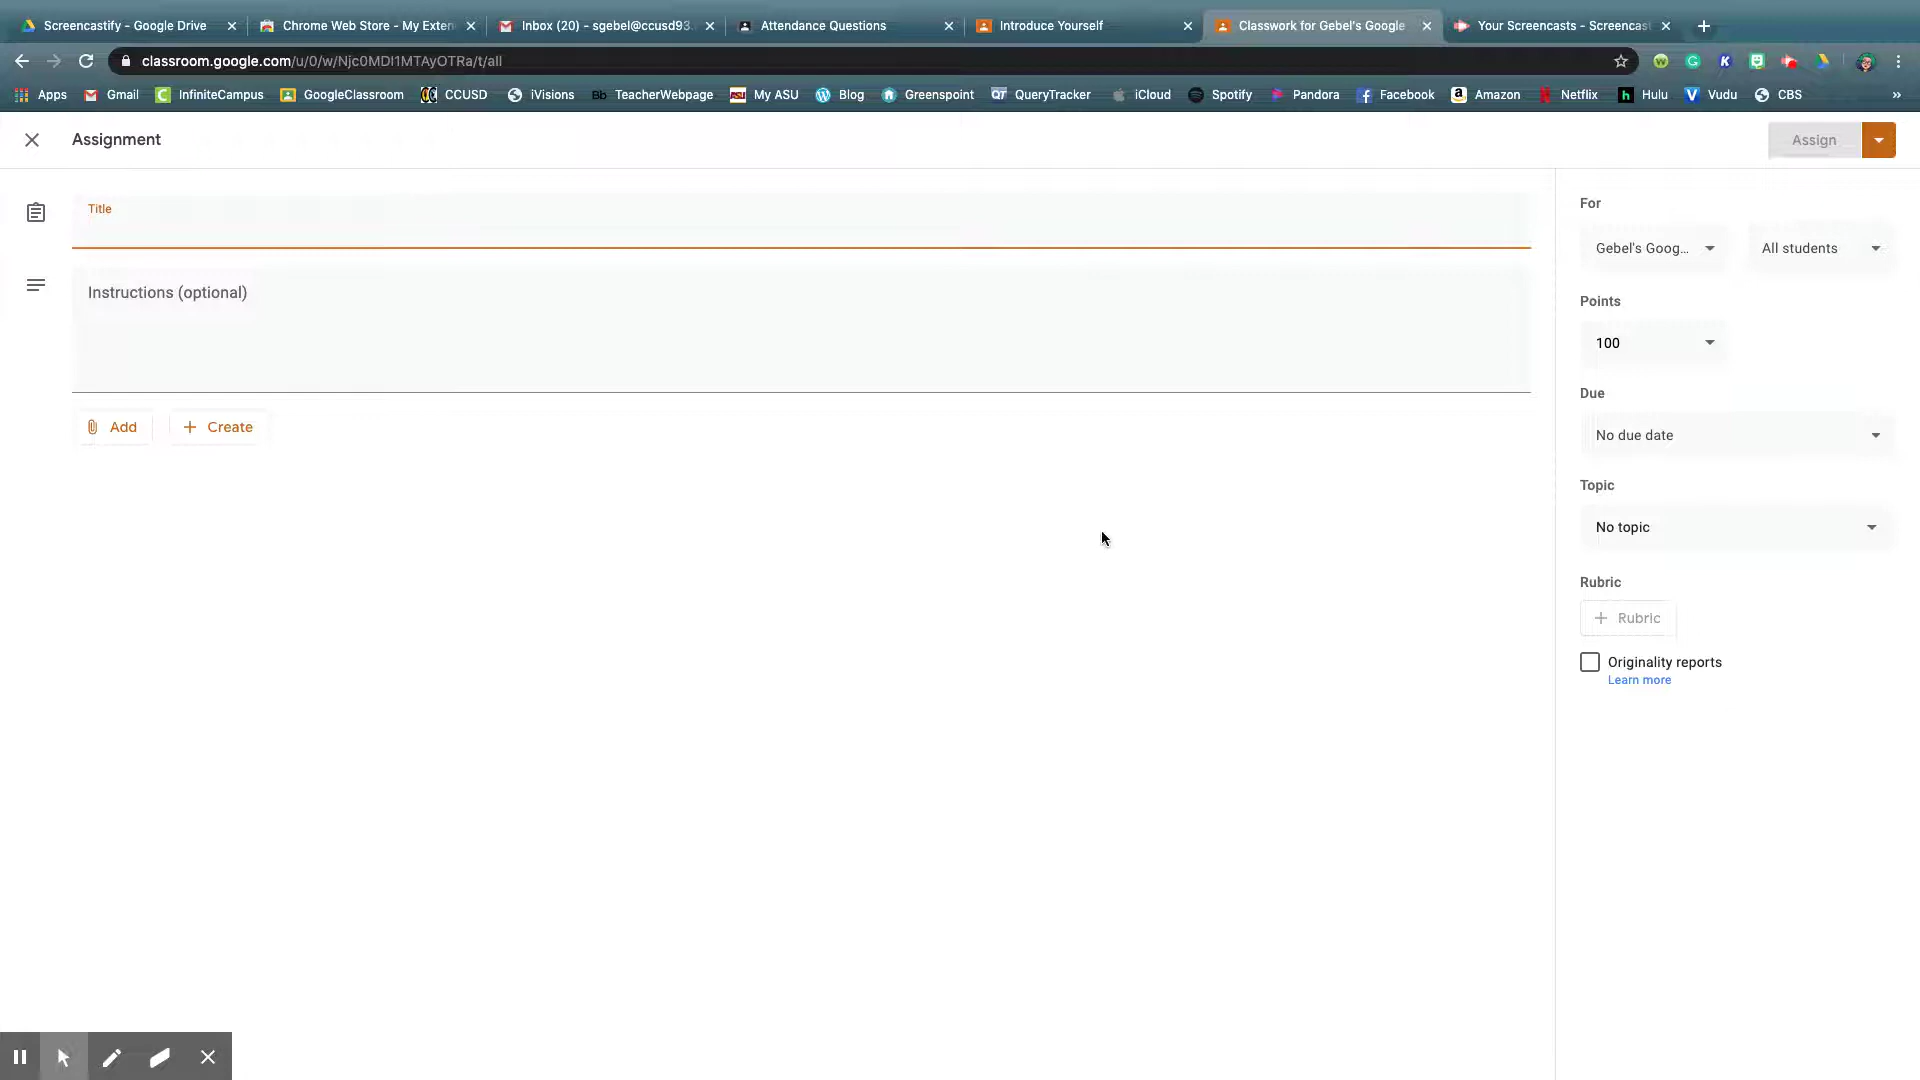 Screencastify - Google Drive
Chrome Web Store - My Exten
Inbox (20) - sgebel@ccusd93.
Attendance Questions
Introduce Yourself
Classwork for Gebel's Google
Your Screencasts - Screencas
classroom.google.com/u/0/w/Njc0MDI1MTAyOTRa/t/all
Apps
Gmail
InfiniteCampus
GoogleClassroom
CCUSD
iVisions
Bb TeacherWebpage
My ASU
Blog
Greenspoint
QT QueryTracker
iCloud
Spotify
Pandora
Facebook
Amazon
Netflix
Hulu
Vudu
CBS
Assignment
Assign
Title
Instructions (optional)
Add
Create
For
Gebel's Goog...
All students
Points
100
Due
No due date
Topic
No topic
Rubric
Rubric
Originality reports
Learn more